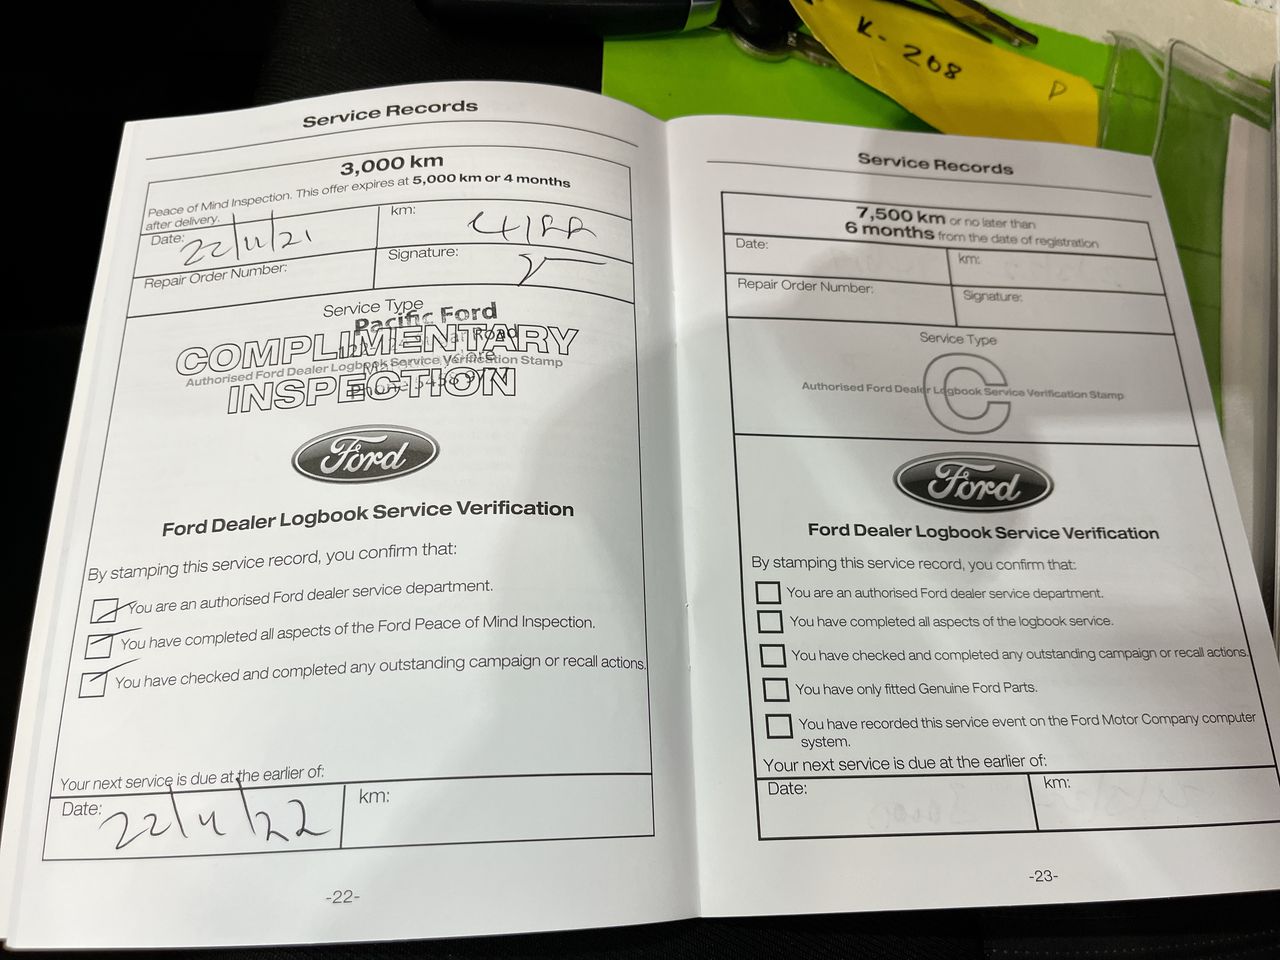 K-268
D
Service Records
3,000 km
Peace of Mind Inspection. This offer expires at 5,000 km or 4 months
after delivery.
Date: 22/11/21
km:
Repair Order Number:
Signature:
Service Type
Pacific Ford
COMPLIMENTARY
Authorised Ford Dealer Logbook Service Verification Stamp
INSPECTION
Ford
Ford Dealer Logbook Service Verification
By stamping this service record, you confirm that:
You are an authorised Ford dealer service department.
You have completed all aspects of the Ford Peace of Mind Inspection.
You have checked and completed any outstanding campaign or recall actions.
Your next service is due at the earlier of:
Date: 22/11/22
km:
-22-
Service Records
7,500 km or no later than
6 months from the date of registration
Date:
km:
Repair Order Number:
Signature:
Service Type
C
Authorised Ford Dealer Logbook Service Verification Stamp
Ford
Ford Dealer Logbook Service Verification
By stamping this service record, you confirm that:
You are an authorised Ford dealer service department.
You have completed all aspects of the logbook service.
You have checked and completed any outstanding campaign or recall actions.
You have only fitted Genuine Ford Parts.
You have recorded this service event on the Ford Motor Company computer
system.
Your next service is due at the earlier of:
Date:
km:
-23-